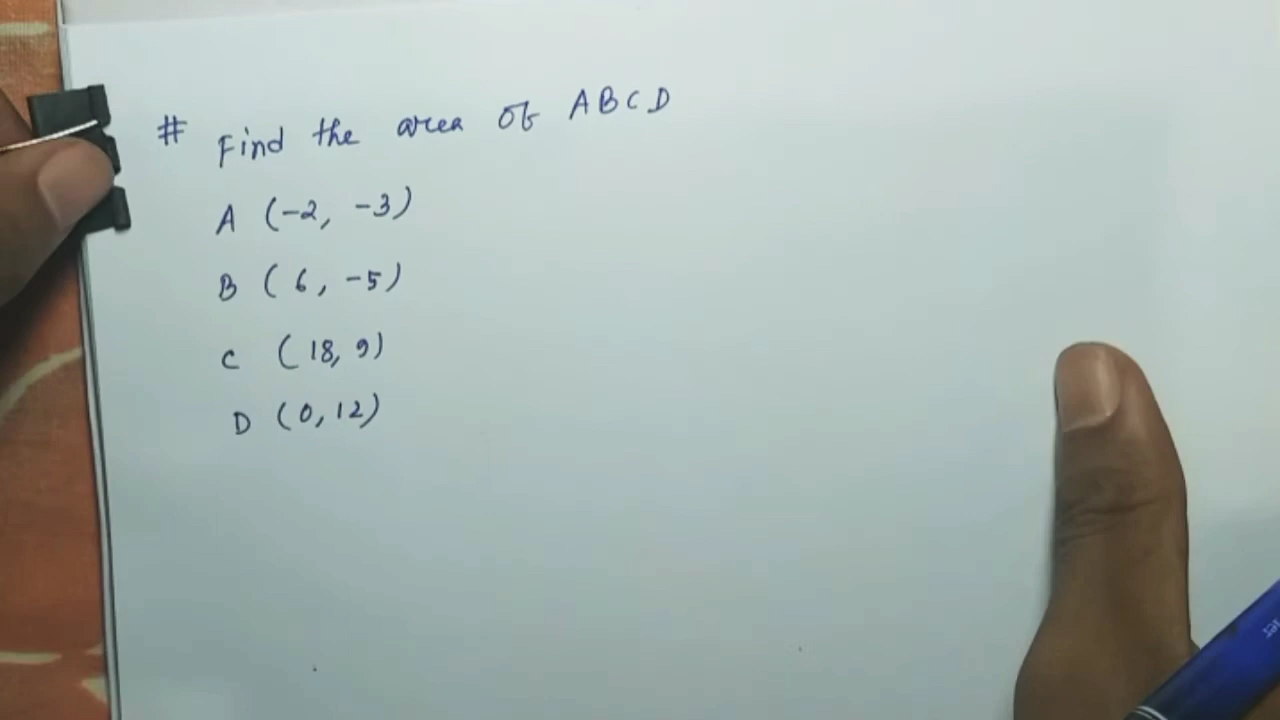 # Find the area of ABCD
A (-2, -3)
B (6, -5)
C (18, 9)
D (0, 12)